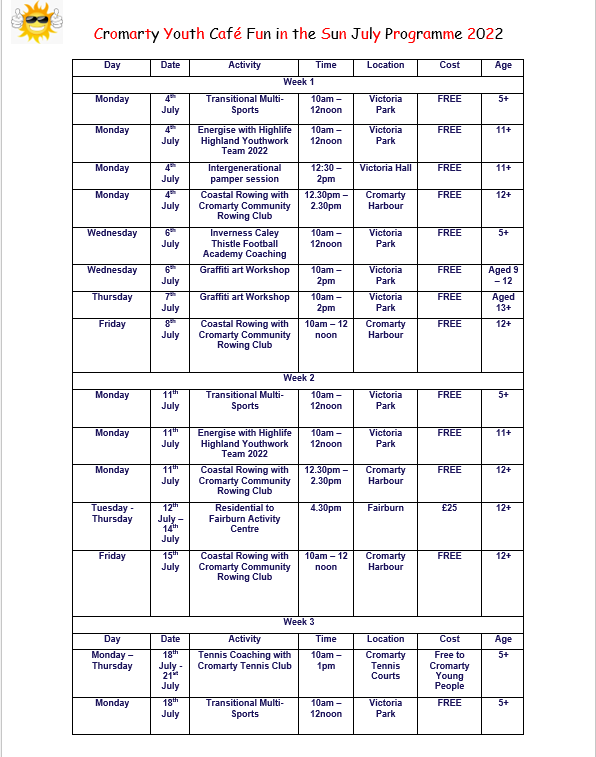 Cromarty Youth Café Fun in the Sun July Programme 2022
Day Date Activity Time Location Cost Age
Week 1
Monday 4th July Transitional Multi-Sports 10am – 12noon Victoria Park FREE 5+
Monday 4th July Energise with Highlife Highland Youthwork Team 2022 10am – 12noon Victoria Park FREE 11+
Monday 4th July Intergenerational pamper session 12:30 – 2pm Victoria Hall FREE 11+
Monday 4th July Coastal Rowing with Cromarty Community Rowing Club 12.30pm – 2.30pm Cromarty Harbour FREE 12+
Wednesday 6th July Inverness Caley Thistle Football Academy Coaching 10am – 12noon Victoria Park FREE 5+
Wednesday 6th July Graffiti art Workshop 10am – 2pm Victoria Park FREE Aged 9 – 12
Thursday 7th July Graffiti art Workshop 10am – 2pm Victoria Park FREE Aged 13+
Friday 8th July Coastal Rowing with Cromarty Community Rowing Club 10am – 12 noon Cromarty Harbour FREE 12+
Week 2
Monday 11th July Transitional Multi-Sports 10am – 12noon Victoria Park FREE 5+
Monday 11th July Energise with Highlife Highland Youthwork Team 2022 10am – 12noon Victoria Park FREE 11+
Monday 11th July Coastal Rowing with Cromarty Community Rowing Club 12.30pm – 2.30pm Cromarty Harbour FREE 12+
Tuesday - Thursday 12th July – 14th July Residential to Fairburn Activity Centre 4.30pm Fairburn £25 12+
Friday 15th July Coastal Rowing with Cromarty Community Rowing Club 10am – 12 noon Cromarty Harbour FREE 12+
Week 3
Day Date Activity Time Location Cost Age
Monday – Thursday 18th July - 21st July Tennis Coaching with Cromarty Tennis Club 10am – 1pm Cromarty Tennis Courts Free to Cromarty Young People 5+
Monday 18th July Transitional Multi-Sports 10am – 12noon Victoria Park FREE 5+